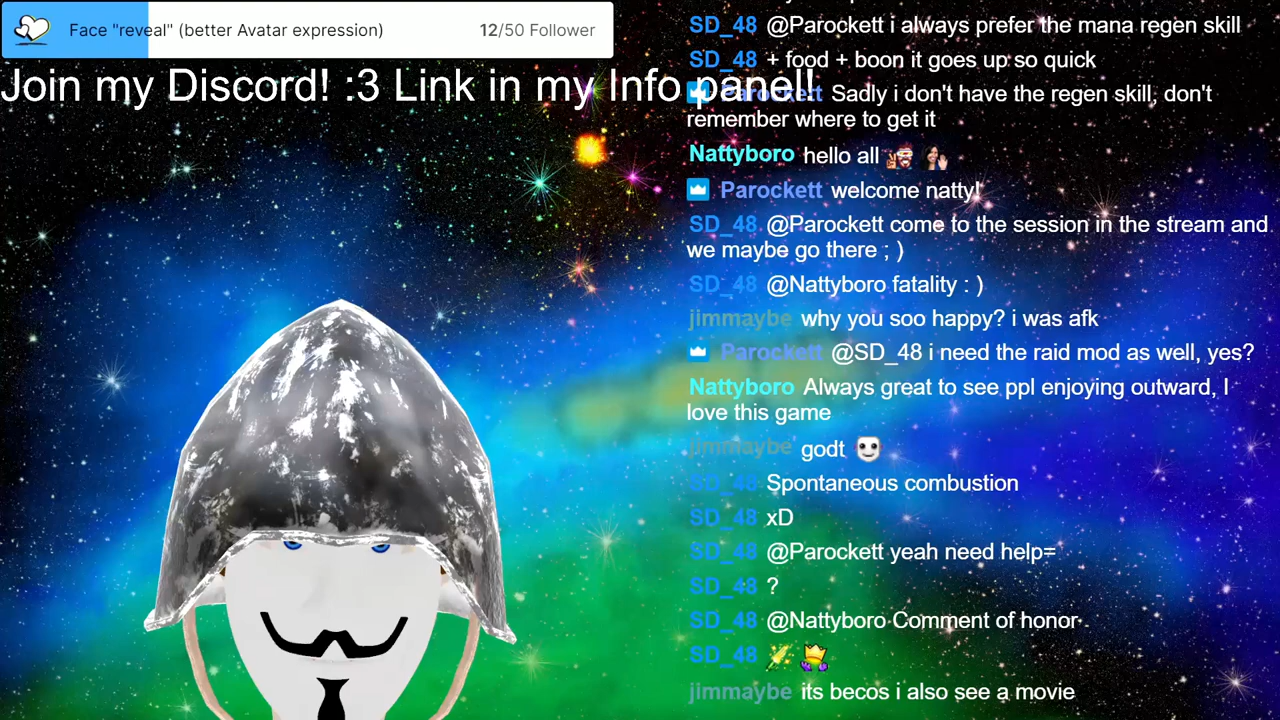 Face "reveal" (better Avatar expression) 12/50 Follower
Join my Discord! :3 Link in my Info panel!
SD_48 @Parockett i always prefer the mana regen skill
SD_48 + food + boon it goes up so quick
Parockett Sadly i don't have the regen skill, don't
remember where to get it
Nattyboro hello all
Parockett welcome natty!
SD_48 @Parockett come to the session in the stream and
we maybe go there ; )
SD_48 @Nattyboro fatality : )
jimmaybe why you soo happy? i was afk
Parockett @SD_48 i need the raid mod as well, yes?
Nattyboro Always great to see ppl enjoying outward, I
love this game
jimmaybe godt
SD_48 Spontaneous combustion
SD_48 xD
SD_48 @Parockett yeah need help=
SD_48 ?
SD_48 @Nattyboro Comment of honor
SD_48
jimmaybe its becos i also see a movie